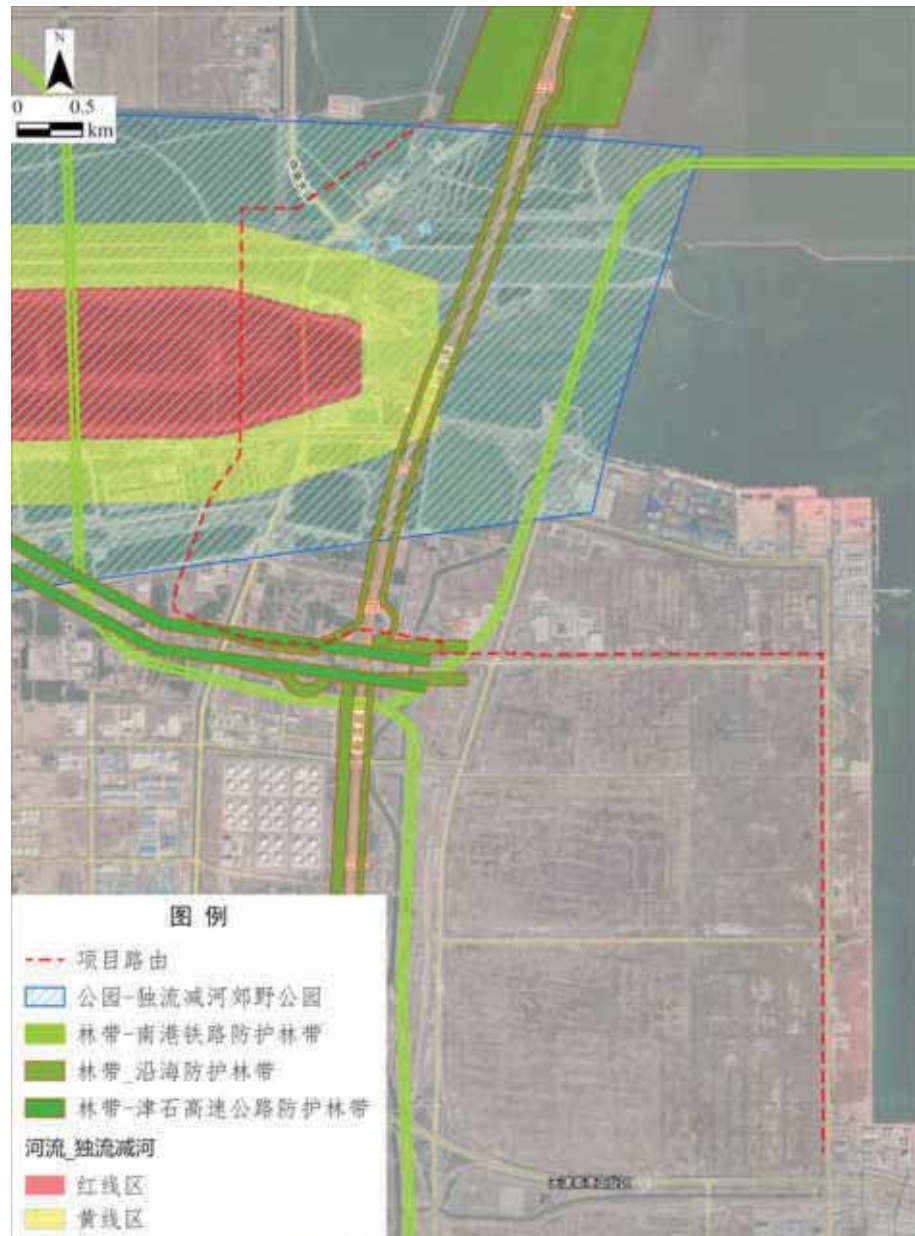 N
0 0.5
km
图 例
项目路由
公园-独流减河郊野公园
林带-南港铁路防护林带
林带_沿海防护林带
林带-津石高速公路防护林带
河流_独流减河
红线区
黄线区